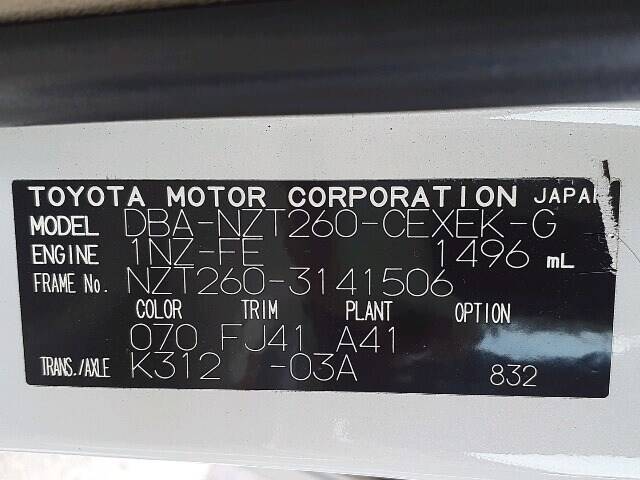 TOYOTA MOTOR CORPORATION JAPAN
MODEL DBA-NZT260-CEXEK-G
ENGINE 1NZ-FE 1496 mL
FRAME No. NZT260-3141506
COLOR TRIM PLANT OPTION
070 FJ41 A41
TRANS./AXLE K312 -03A 832